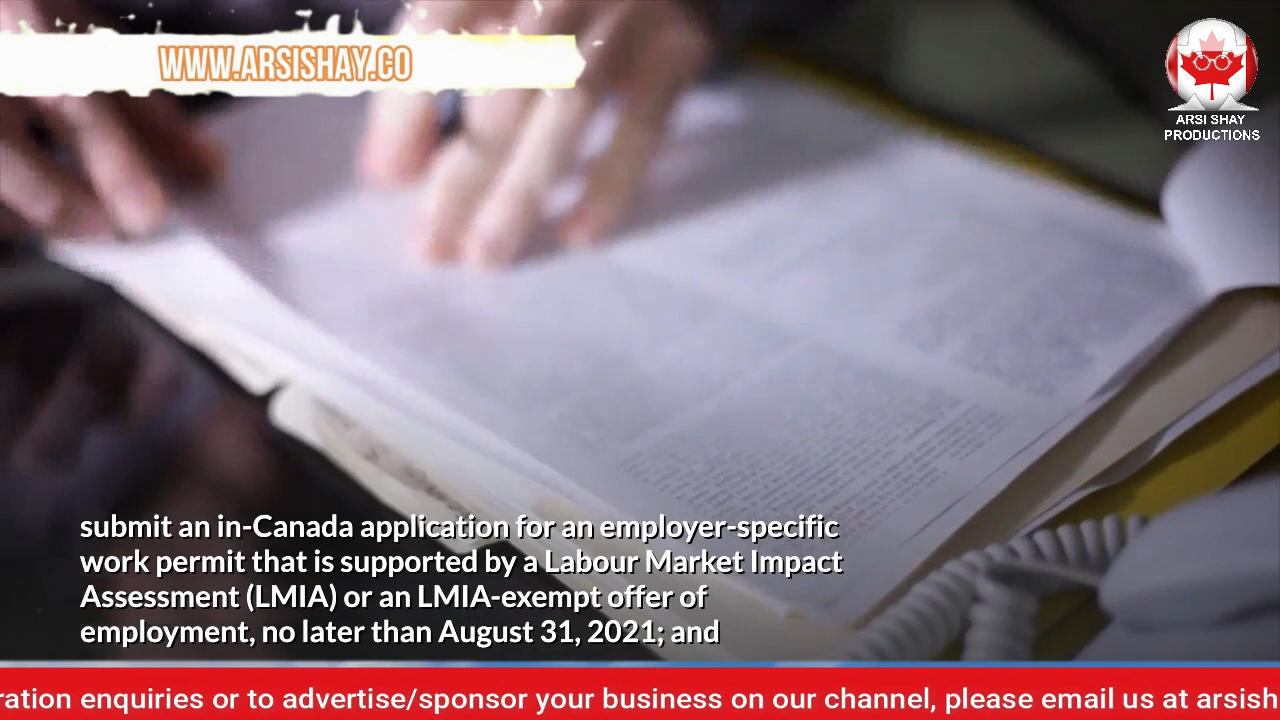 WWW.ARSISHAY.CO
ARSI SHAY
PRODUCTIONS
submit an in-Canada application for an employer-specific
work permit that is supported by a Labour Market Impact
Assessment (LMIA) or an LMIA-exempt offer of
employment, no later than August 31, 2021; and
ration enquiries or to advertise/sponsor your business on our channel, please email us at arsish